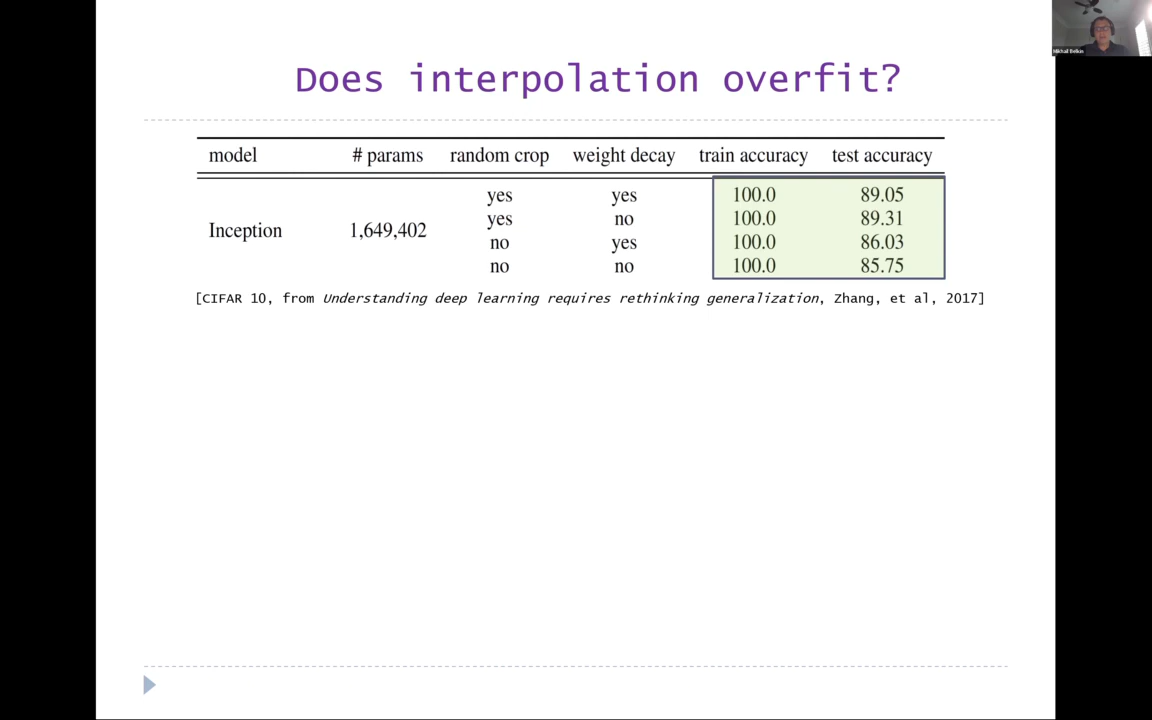 Does interpolation overfit?
model # params random crop weight decay train accuracy test accuracy
yes yes 100.0 89.05
yes no 100.0 89.31
Inception 1,649,402
no yes 100.0 86.03
no no 100.0 85.75
[CIFAR 10, from Understanding deep learning requires rethinking generalization, Zhang, et al, 2017]
Mikhail Belkin